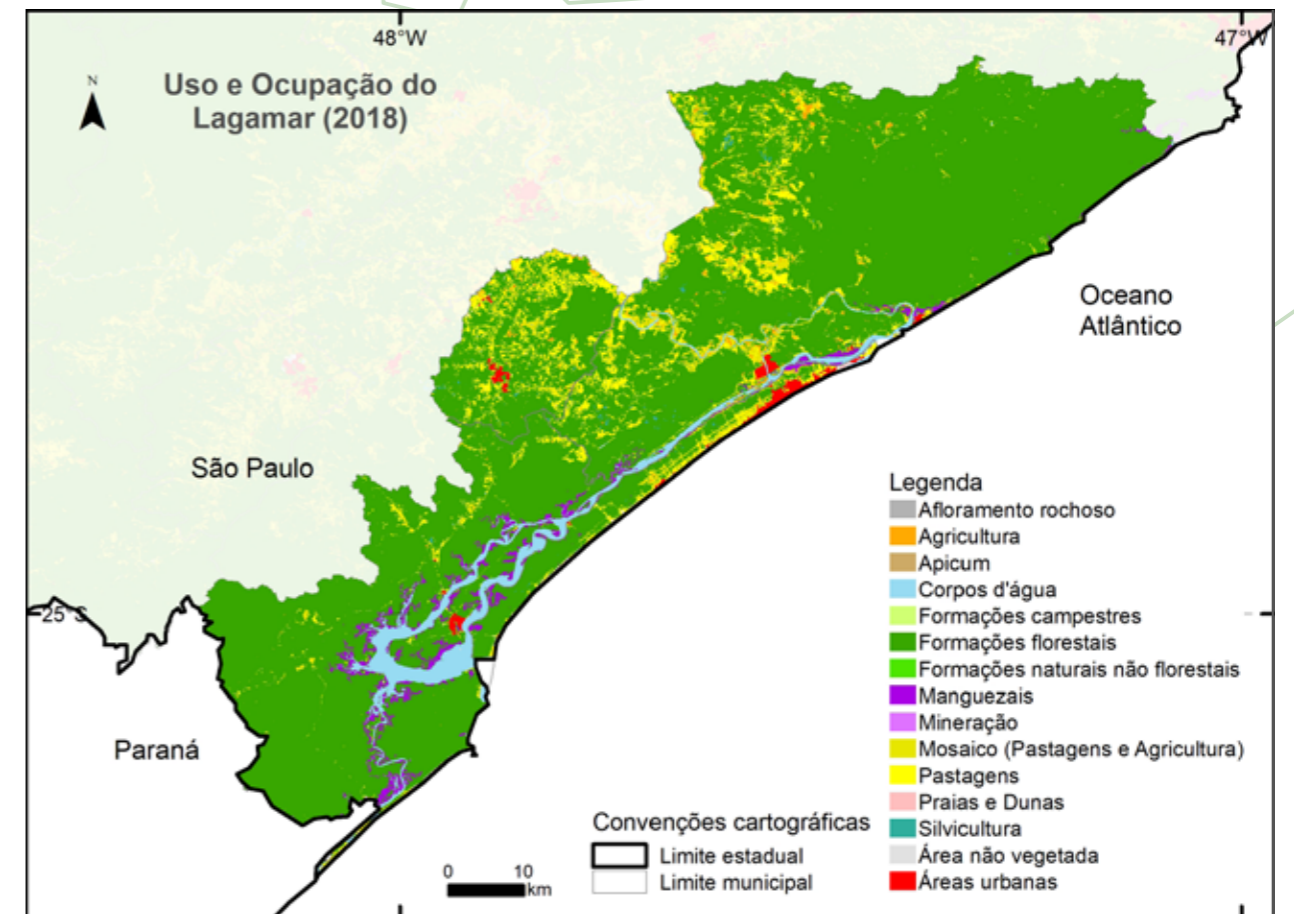 48°W
47°W
N
Uso e Ocupação do
Lagamar (2018)
Oceano
Atlântico
São Paulo
25°S
Paraná
Legenda
Afloramento rochoso
Agricultura
Apicum
Corpos d'água
Formações campestres
Formações florestais
Formações naturais não florestais
Manguezais
Mineração
Mosaico (Pastagens e Agricultura)
Pastagens
Praias e Dunas
Silvicultura
Área não vegetada
Áreas urbanas
Convenções cartográficas
Limite estadual
Limite municipal
0 10
km